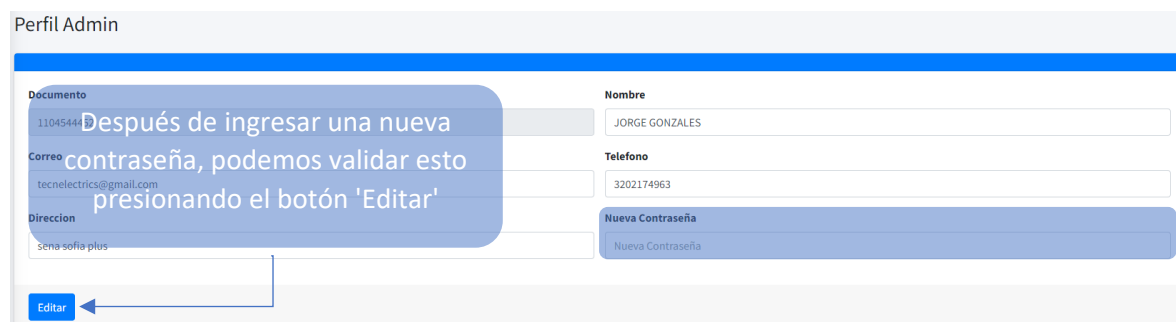 Perfil Admin
Documento
Nombre
Después de ingresar una nueva
JORGE GONZALES
Correo
contraseña, podemos validar esto
Telefono
tecnelectrics@gmail.com
3202174963
presionando el botón 'Editar'
Direccion
Nueva Contraseña
sena sofia plus
Nueva Contraseña
Editar